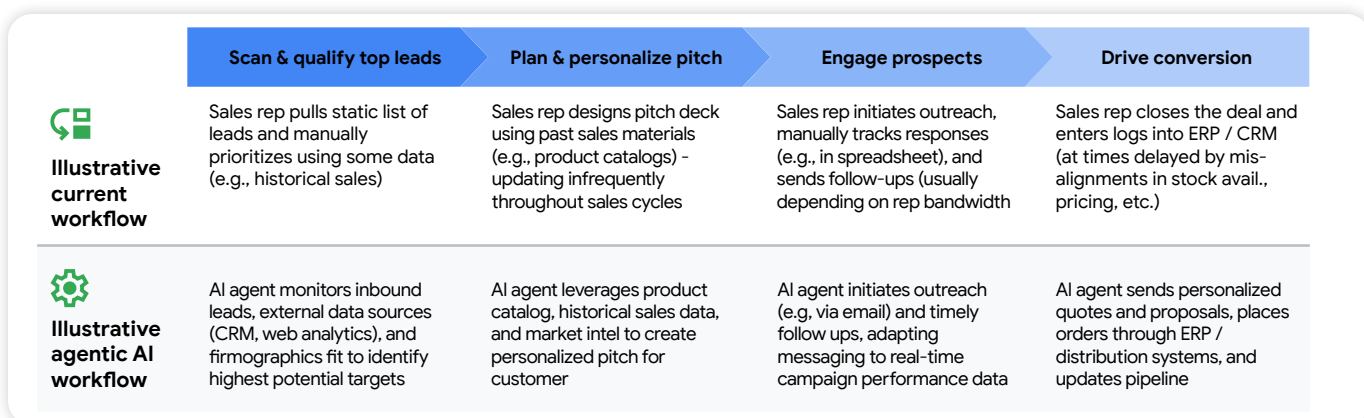 Scan & qualify top leads
Plan & personalize pitch
Engage prospects
Drive conversion
Illustrative
current
workflow
Sales rep pulls static list of
leads and manually
prioritizes using some data
(e.g., historical sales)
Sales rep designs pitch deck
using past sales materials
(e.g., product catalogs) -
updating infrequently
throughout sales cycles
Sales rep initiates outreach,
manually tracks responses
(e.g., in spreadsheet), and
sends follow-ups (usually
depending on rep bandwidth
Sales rep closes the deal and
enters logs into ERP / CRM
(at times delayed by mis-
alignments in stock avail.,
pricing, etc.)
Illustrative
agentic AI
workflow
AI agent monitors inbound
leads, external data sources
(CRM, web analytics), and
firmographics fit to identify
highest potential targets
AI agent leverages product
catalog, historical sales data,
and market intel to create
personalized pitch for
customer
AI agent initiates outreach
(e.g, via email) and timely
follow ups, adapting
messaging to real-time
campaign performance data
AI agent sends personalized
quotes and proposals, places
orders through ERP /
distribution systems, and
updates pipeline